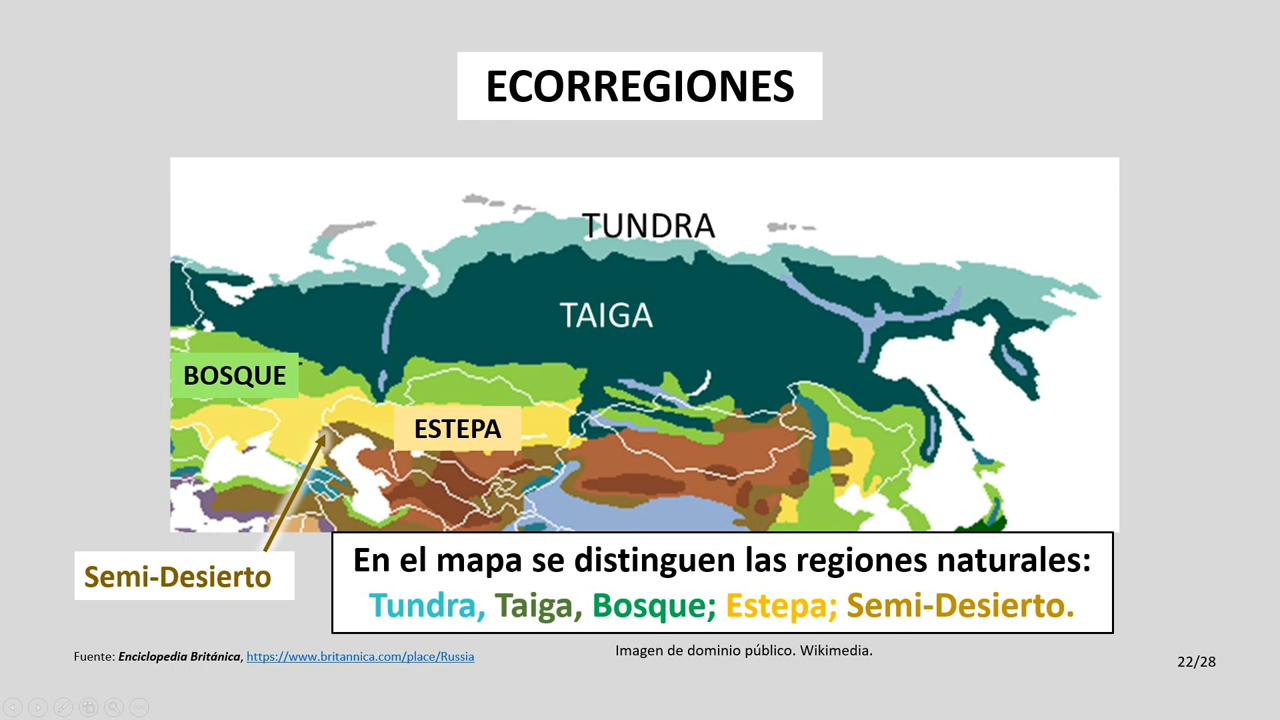 ECORREGIONES
TUNDRA
TAIGA
BOSQUE
ESTEPA
Semi-Desierto
En el mapa se distinguen las regiones naturales:
Tundra, Taiga, Bosque; Estepa; Semi-Desierto.
Fuente: Enciclopedia Británica, https://www.britannica.com/place/Russia
Imagen de dominio público. Wikimedia.
22/28